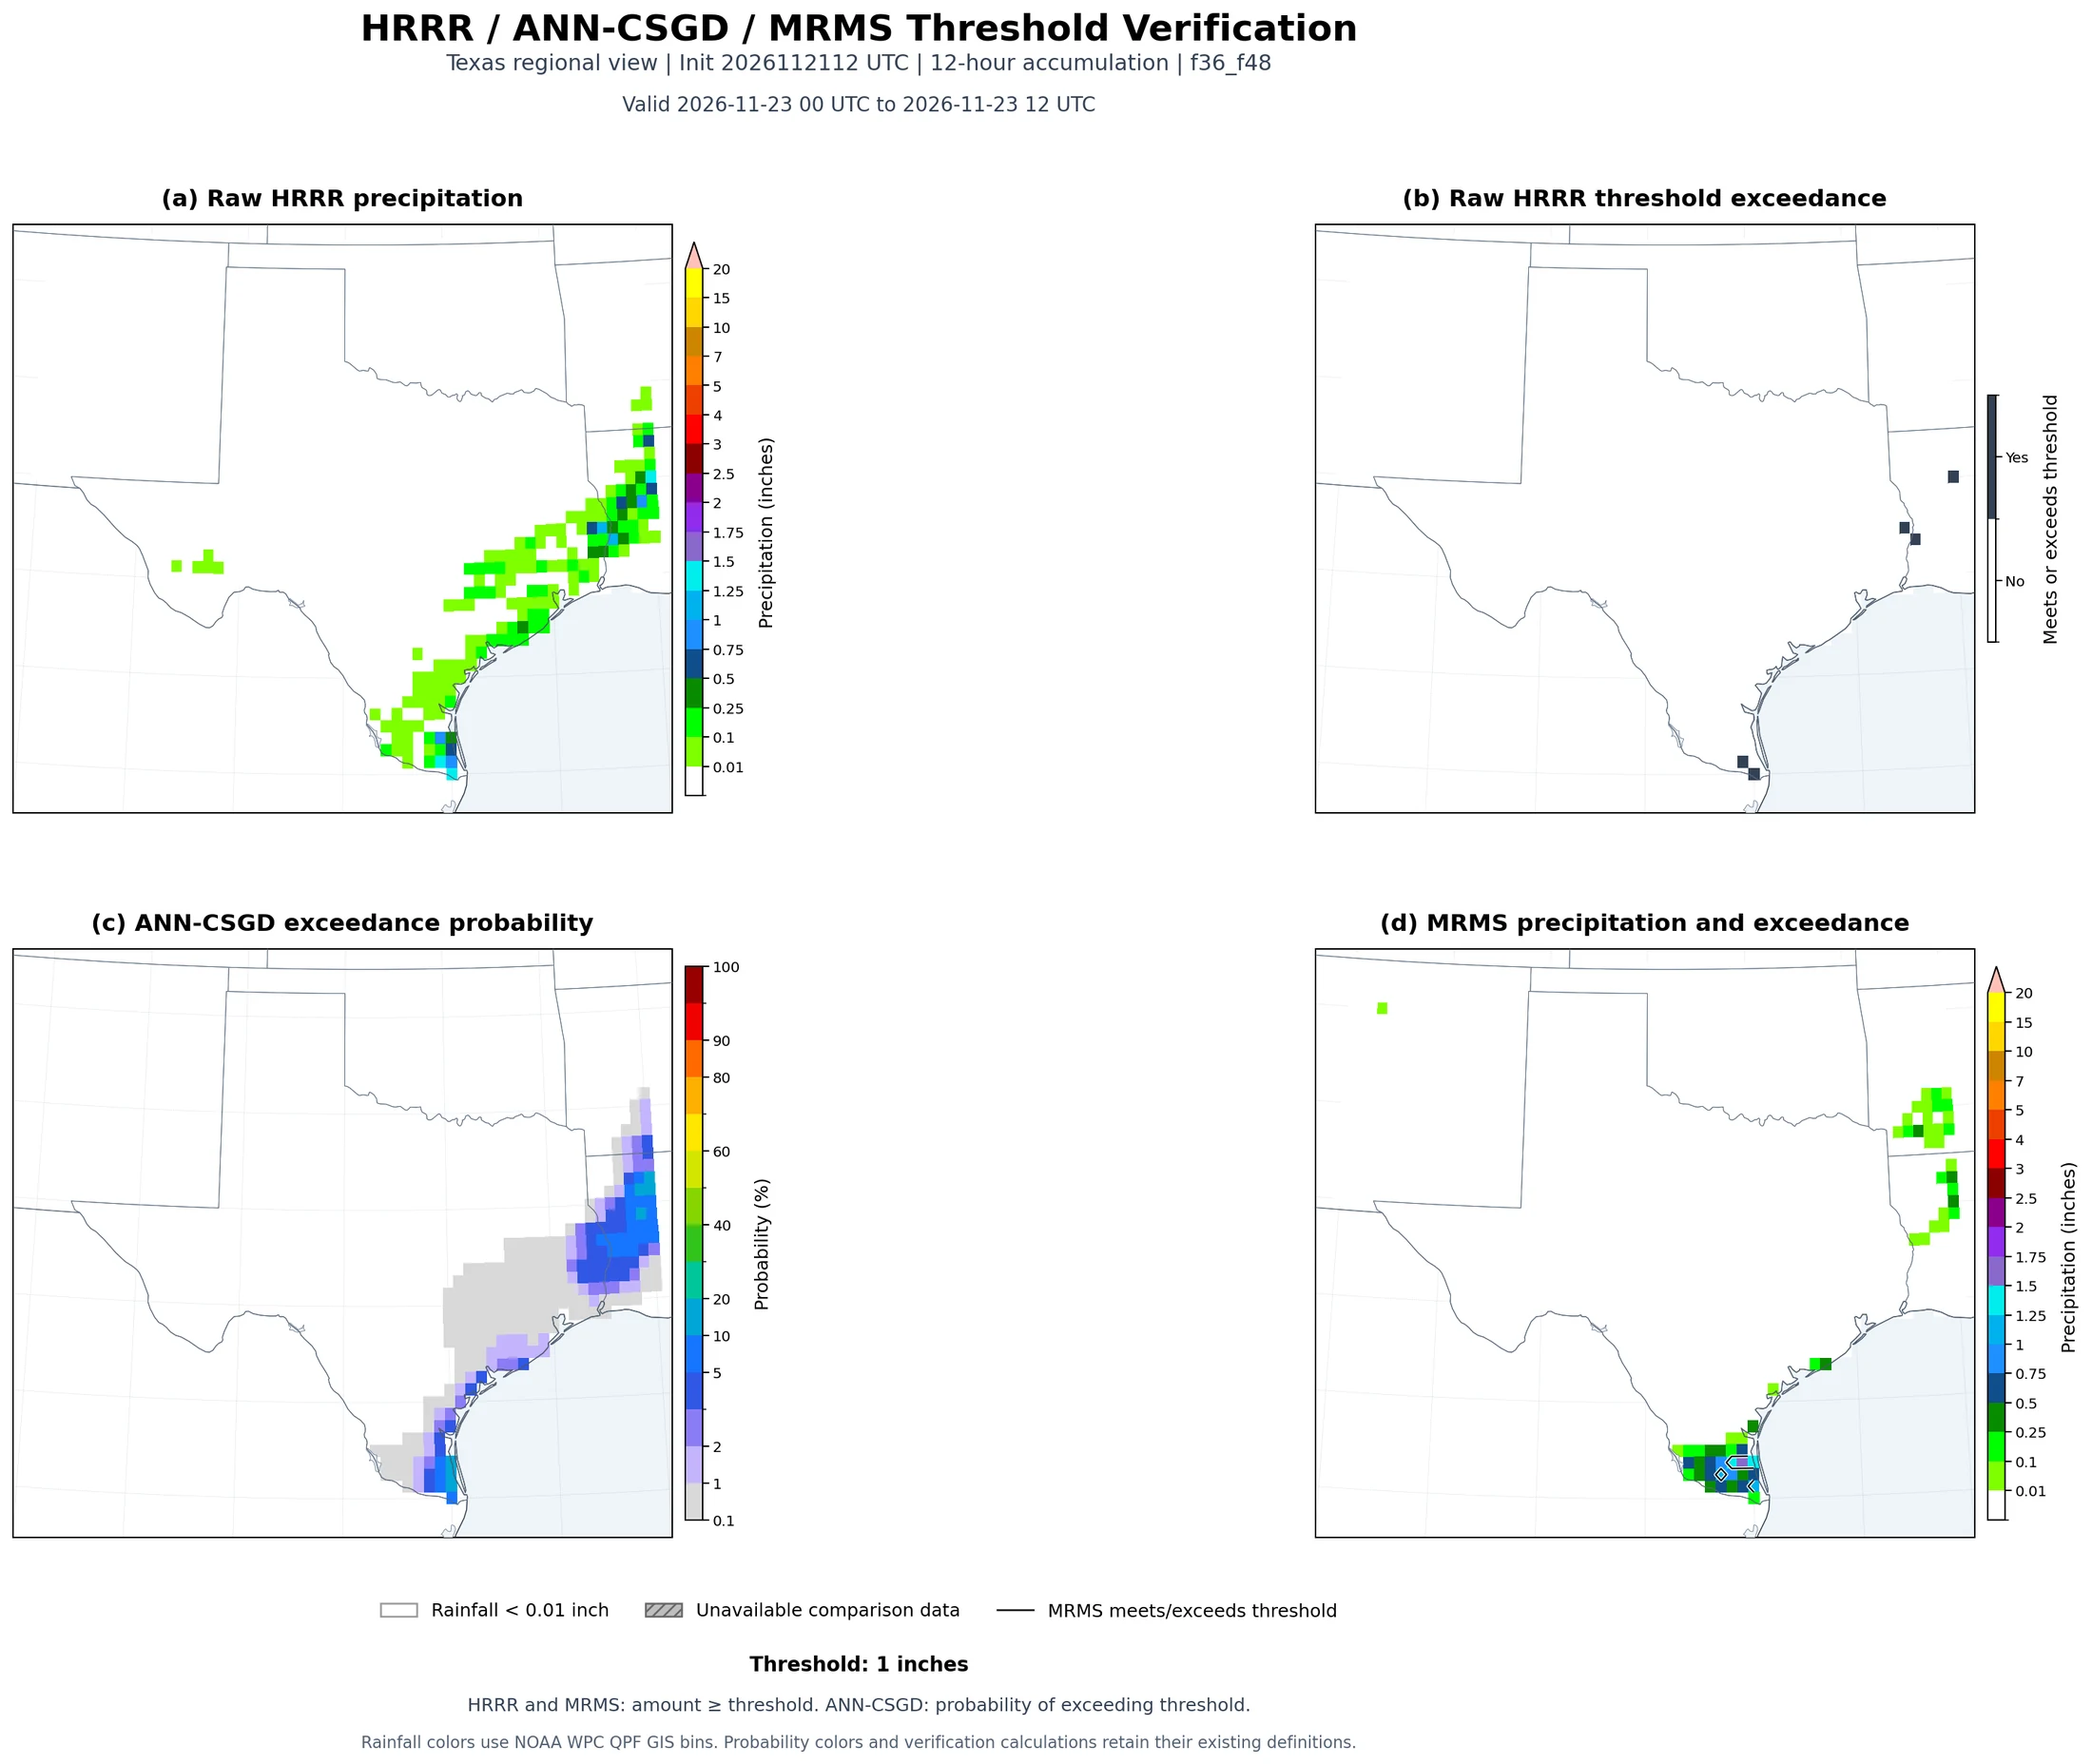 HRRR / ANN-CSGD / MRMS Threshold Verification
Texas regional view | Init 2026112112 UTC | 12-hour accumulation | f36_f48
Valid 2026-11-23 00 UTC to 2026-11-23 12 UTC
(a) Raw HRRR precipitation
20
15
10
7
5
4
3
2.5
2
1.75
1.5
1.25
1
0.75
0.5
0.25
0.1
0.01
Precipitation (inches)
(b) Raw HRRR threshold exceedance
Yes
No
Meets or exceeds threshold
(c) ANN-CSGD exceedance probability
100
90
80
60
40
20
10
5
2
1
0.1
Probability (%)
(d) MRMS precipitation and exceedance
20
15
10
7
5
4
3
2.5
2
1.75
1.5
1.25
1
0.75
0.5
0.25
0.1
0.01
Precipitation (inches)
Rainfall < 0.01 inch
Unavailable comparison data
MRMS meets/exceeds threshold
Threshold: 1 inches
HRRR and MRMS: amount ≥ threshold. ANN-CSGD: probability of exceeding threshold.
Rainfall colors use NOAA WPC QPF GIS bins. Probability colors and verification calculations retain their existing definitions.